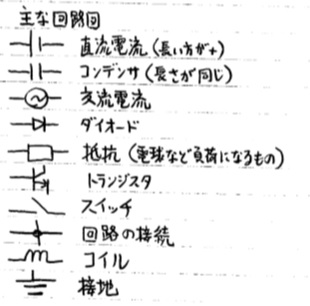 主な回路図
直流電流(長い方が+)
コンデンサ(長さが同じ)
交流電流
ダイオード
抵抗(電球など負荷になるもの)
トランジスタ
スイッチ
回路の接続
コイル
接地